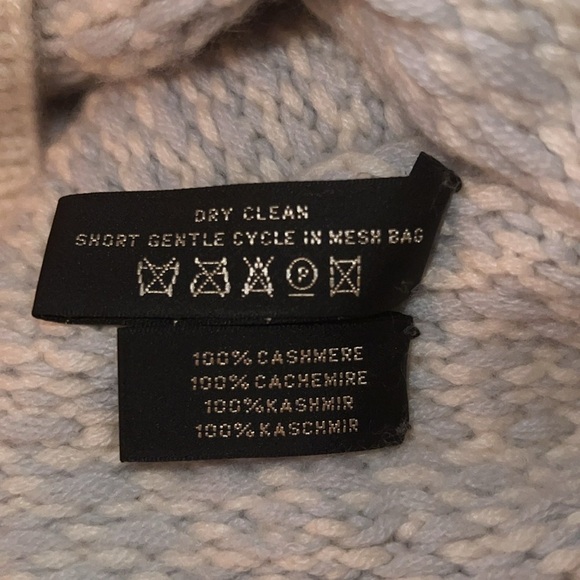 DRY CLEAN
SHORT GENTLE CYCLE IN MESH BAG
P
100% CASHMERE
100% CACHEMIRE
100% KASHMIR
100% KASCHMIR